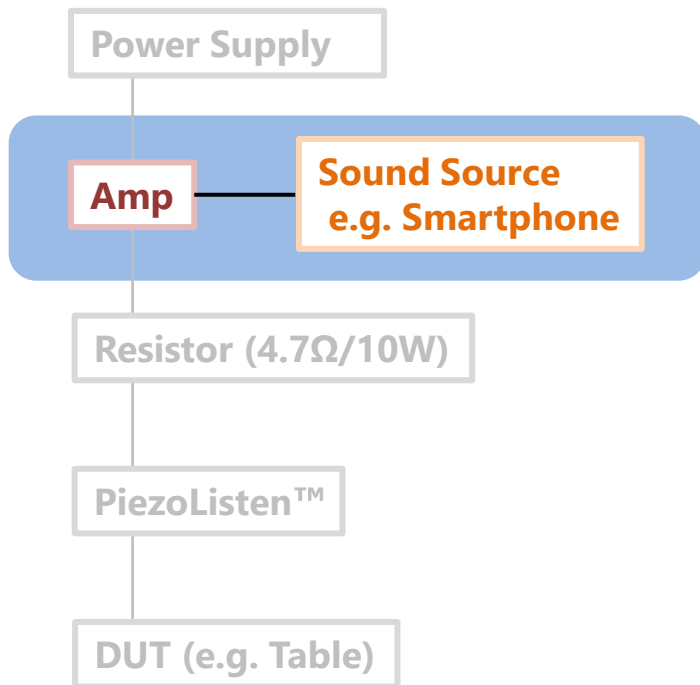 Power Supply
Amp
Sound Source
e.g. Smartphone
Resistor (4.7Ω/10W)
PiezoListen™
DUT (e.g. Table)